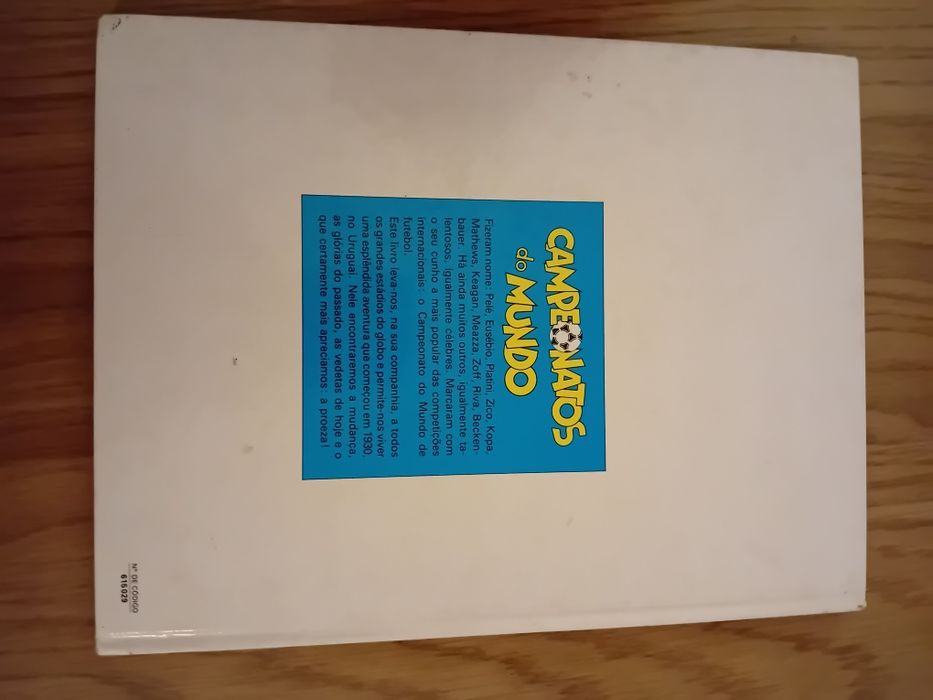 CAMPEONATOS
do MUNDO
Fizeram nome: Pelé, Eusébio, Platini, Zico, Kopa,
Mathews, Keagan, Meazza, Zoff, Riva, Becken-
bauer. Há ainda muitos outros, igualmente ta-
lentosos, igualmente célebres. Marcaram com
o seu cunho a mais popular das competições
internacionais: o Campeonato do Mundo de
futebol.
Este livro leva-nos, na sua companhia, a todos
os grandes estádios do globo e permite-nos viver
uma esplêndida aventura que começou em 1930,
no Uruguai. Nele encontraremos a mudança,
as glórias do passado, as vedetas de hoje e o
que certamente mais apreciamos: a proeza!
Nº DE CÓDIGO
615029